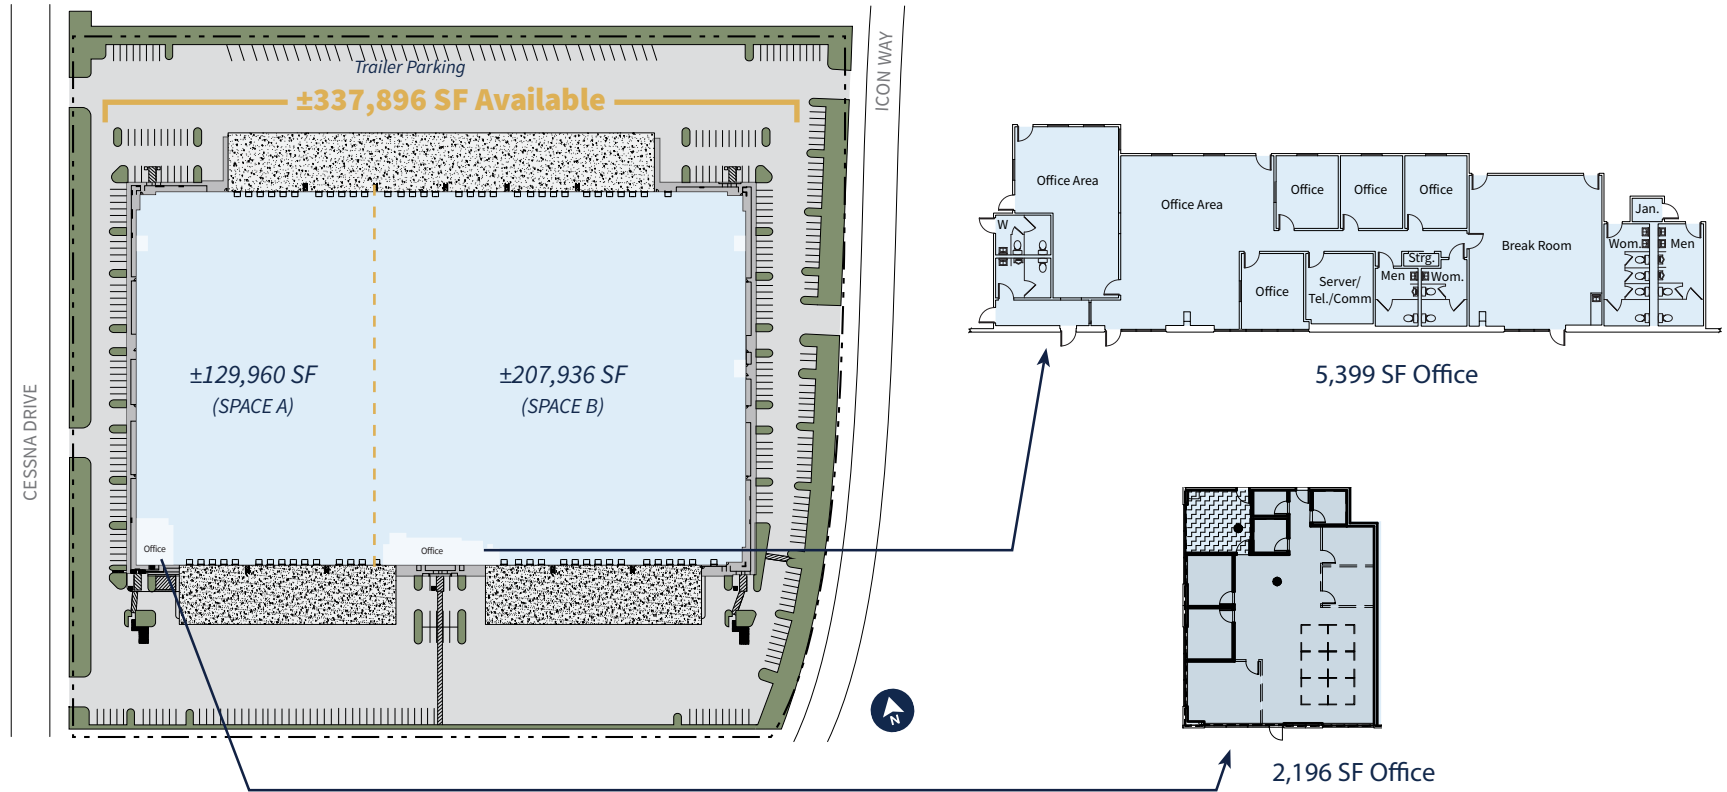 Trailer Parking
±337,896 SF Available
ICON WAY
CESSNA DRIVE
±129,960 SF
(SPACE A)
±207,936 SF
(SPACE B)
Office
Office
N
Office Area
Office Area
Office
Office
Office
W
Jan.
Wom.
Men
Break Room
Strg.
Men
Wom.
Office
Server/
Tel./Comm
5,399 SF Office
2,196 SF Office